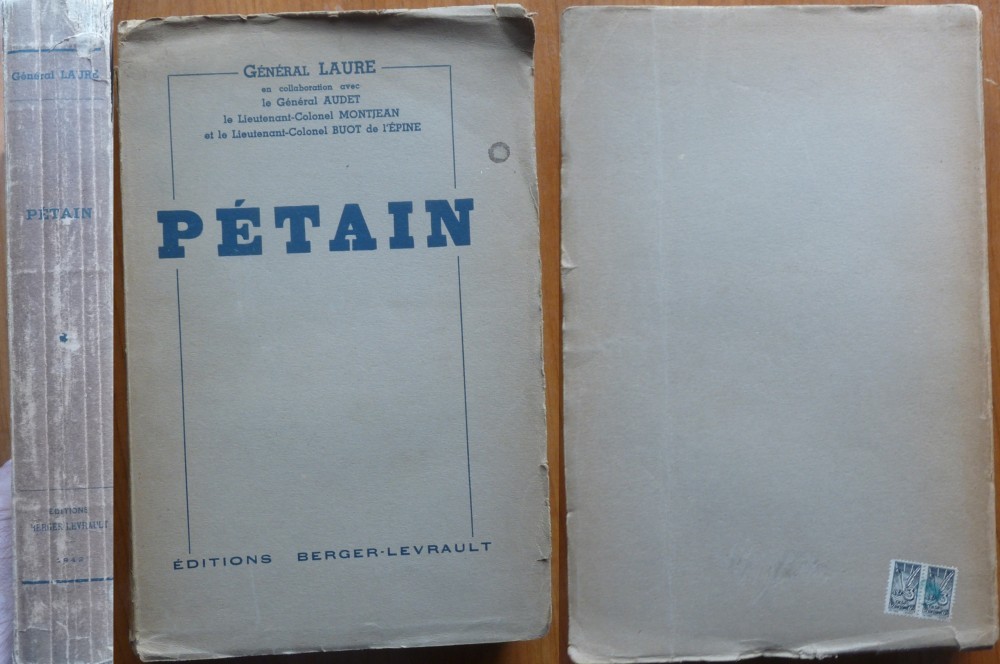 Général LAURE
PÉTAIN
ÉDITIONS
BERGER-LEVRAULT
GÉNÉRAL LAURE
en collaboration avec
le Général AUDET
le Lieutenant-Colonel MONTJEAN
et le Lieutenant-Colonel BUOT de l'ÉPINE
PÉTAIN
ÉDITIONS BERGER-LEVRAULT